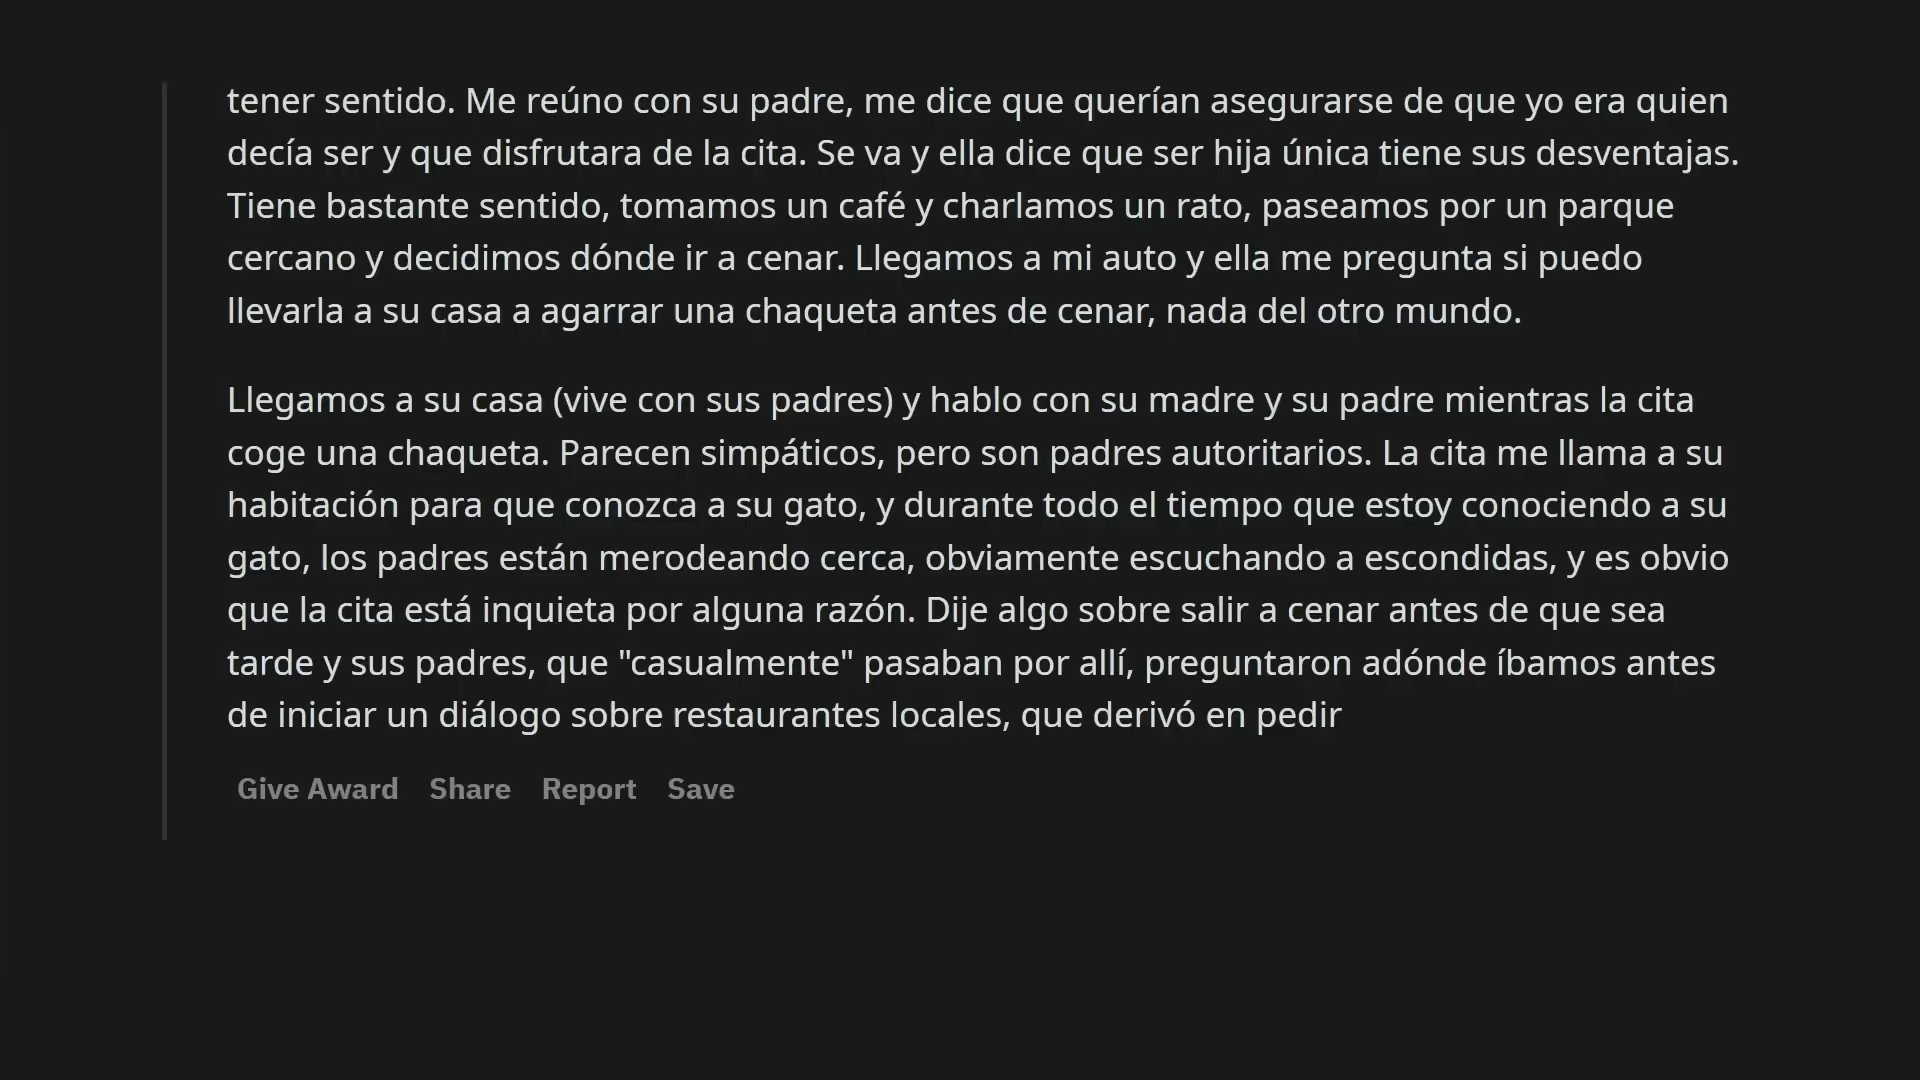 tener sentido. Me reúno con su padre, me dice que querían asegurarse de que yo era quien
decía ser y que disfrutara de la cita. Se va y ella dice que ser hija única tiene sus desventajas.
Tiene bastante sentido, tomamos un café y charlamos un rato, paseamos por un parque
cercano y decidimos dónde ir a cenar. Llegamos a mi auto y ella me pregunta si puedo
llevarla a su casa a agarrar una chaqueta antes de cenar, nada del otro mundo.
Llegamos a su casa (vive con sus padres) y hablo con su madre y su padre mientras la cita
coge una chaqueta. Parecen simpáticos, pero son padres autoritarios. La cita me llama a su
habitación para que conozca a su gato, y durante todo el tiempo que estoy conociendo a su
gato, los padres están merodeando cerca, obviamente escuchando a escondidas, y es obvio
que la cita está inquieta por alguna razón. Dije algo sobre salir a cenar antes de que sea
tarde y sus padres, que "casualmente" pasaban por allí, preguntaron adónde íbamos antes
de iniciar un diálogo sobre restaurantes locales, que derivó en pedir
Give Award Share Report Save